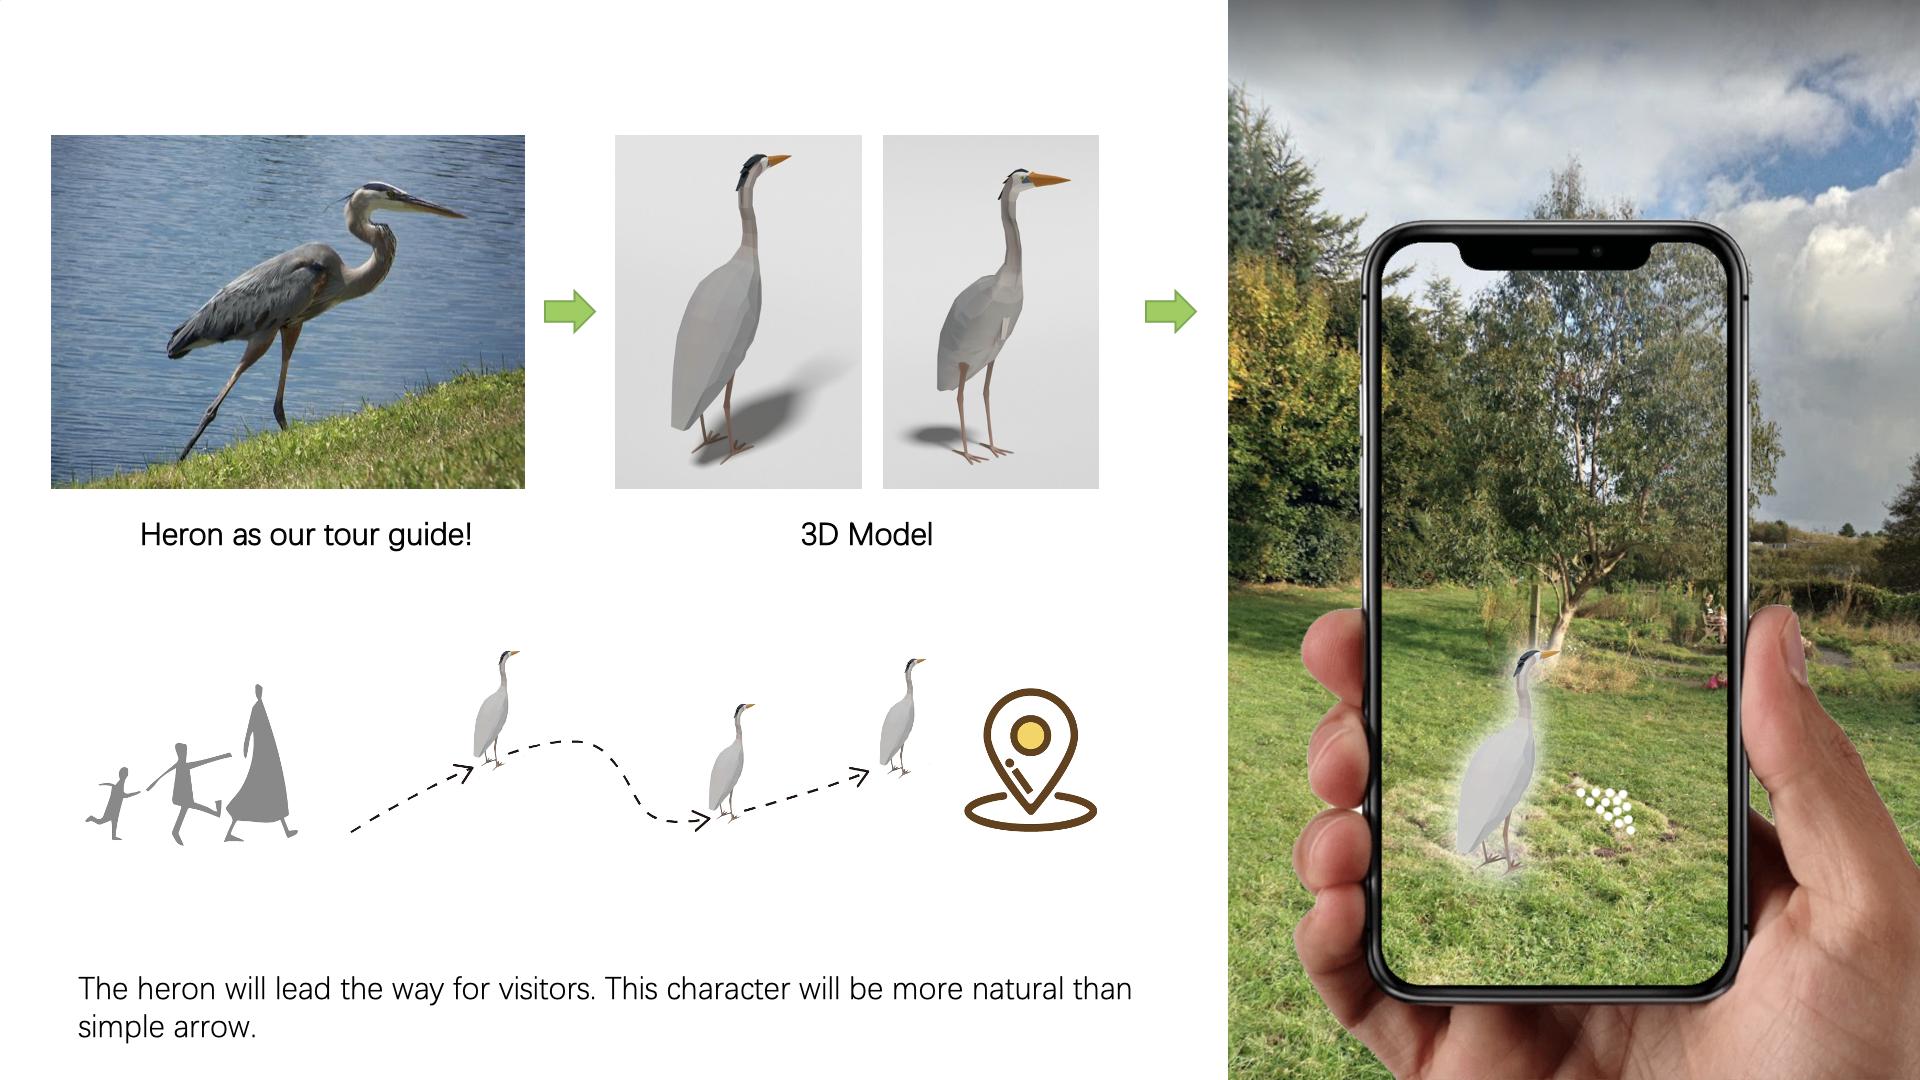 Heron as our tour guide!
3D Model
The heron will lead the way for visitors. This character will be more natural than
simple arrow.